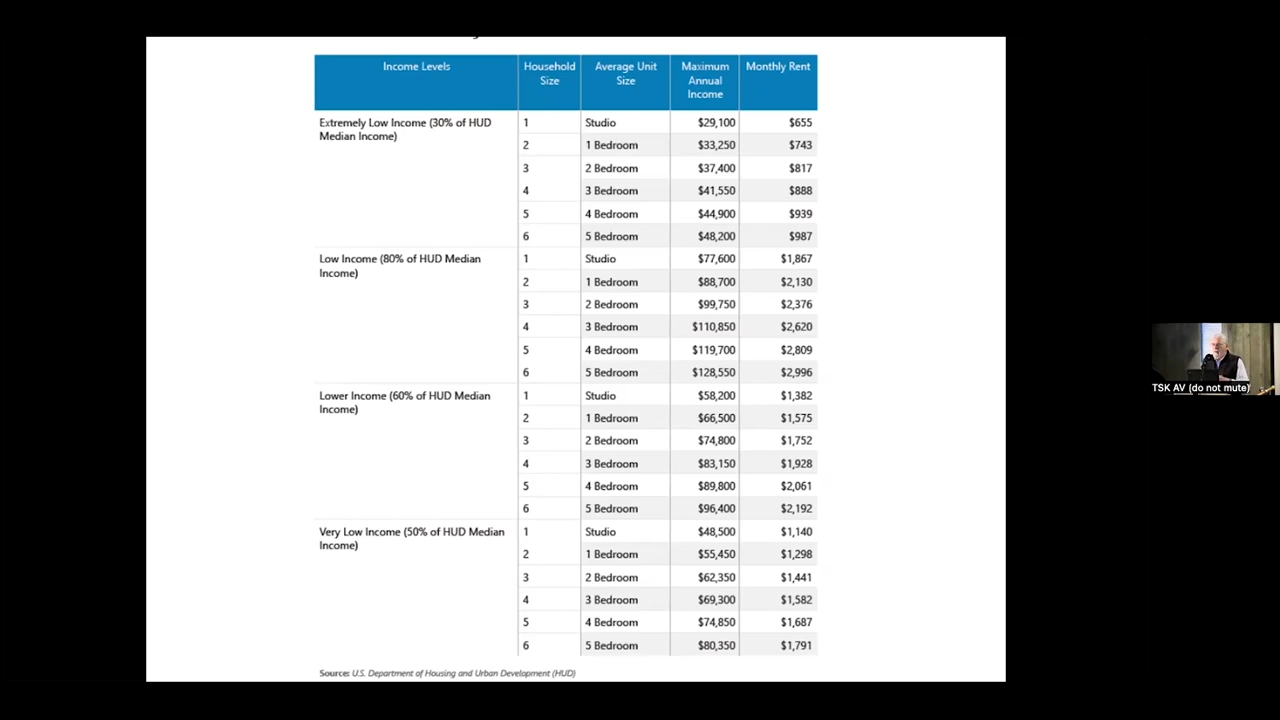 Income Levels Household Size Average Unit Size Maximum Annual Income Monthly Rent
Extremely Low Income (30% of HUD Median Income) 1 Studio $29,100 $655
2 1 Bedroom $33,250 $743
3 2 Bedroom $37,400 $817
4 3 Bedroom $41,550 $888
5 4 Bedroom $44,900 $939
6 5 Bedroom $48,200 $987
Low Income (80% of HUD Median Income) 1 Studio $77,600 $1,867
2 1 Bedroom $88,700 $2,130
3 2 Bedroom $99,750 $2,376
4 3 Bedroom $110,850 $2,620
5 4 Bedroom $119,700 $2,809
6 5 Bedroom $128,550 $2,996
Lower Income (60% of HUD Median Income) 1 Studio $58,200 $1,382
2 1 Bedroom $66,500 $1,575
3 2 Bedroom $74,800 $1,752
4 3 Bedroom $83,150 $1,928
5 4 Bedroom $89,800 $2,061
6 5 Bedroom $96,400 $2,192
Very Low Income (50% of HUD Median Income) 1 Studio $48,500 $1,140
2 1 Bedroom $55,450 $1,298
3 2 Bedroom $62,350 $1,441
4 3 Bedroom $69,300 $1,582
5 4 Bedroom $74,850 $1,687
6 5 Bedroom $80,350 $1,791
Source: U.S. Department of Housing and Urban Development (HUD)
TSK AV (do not mute)